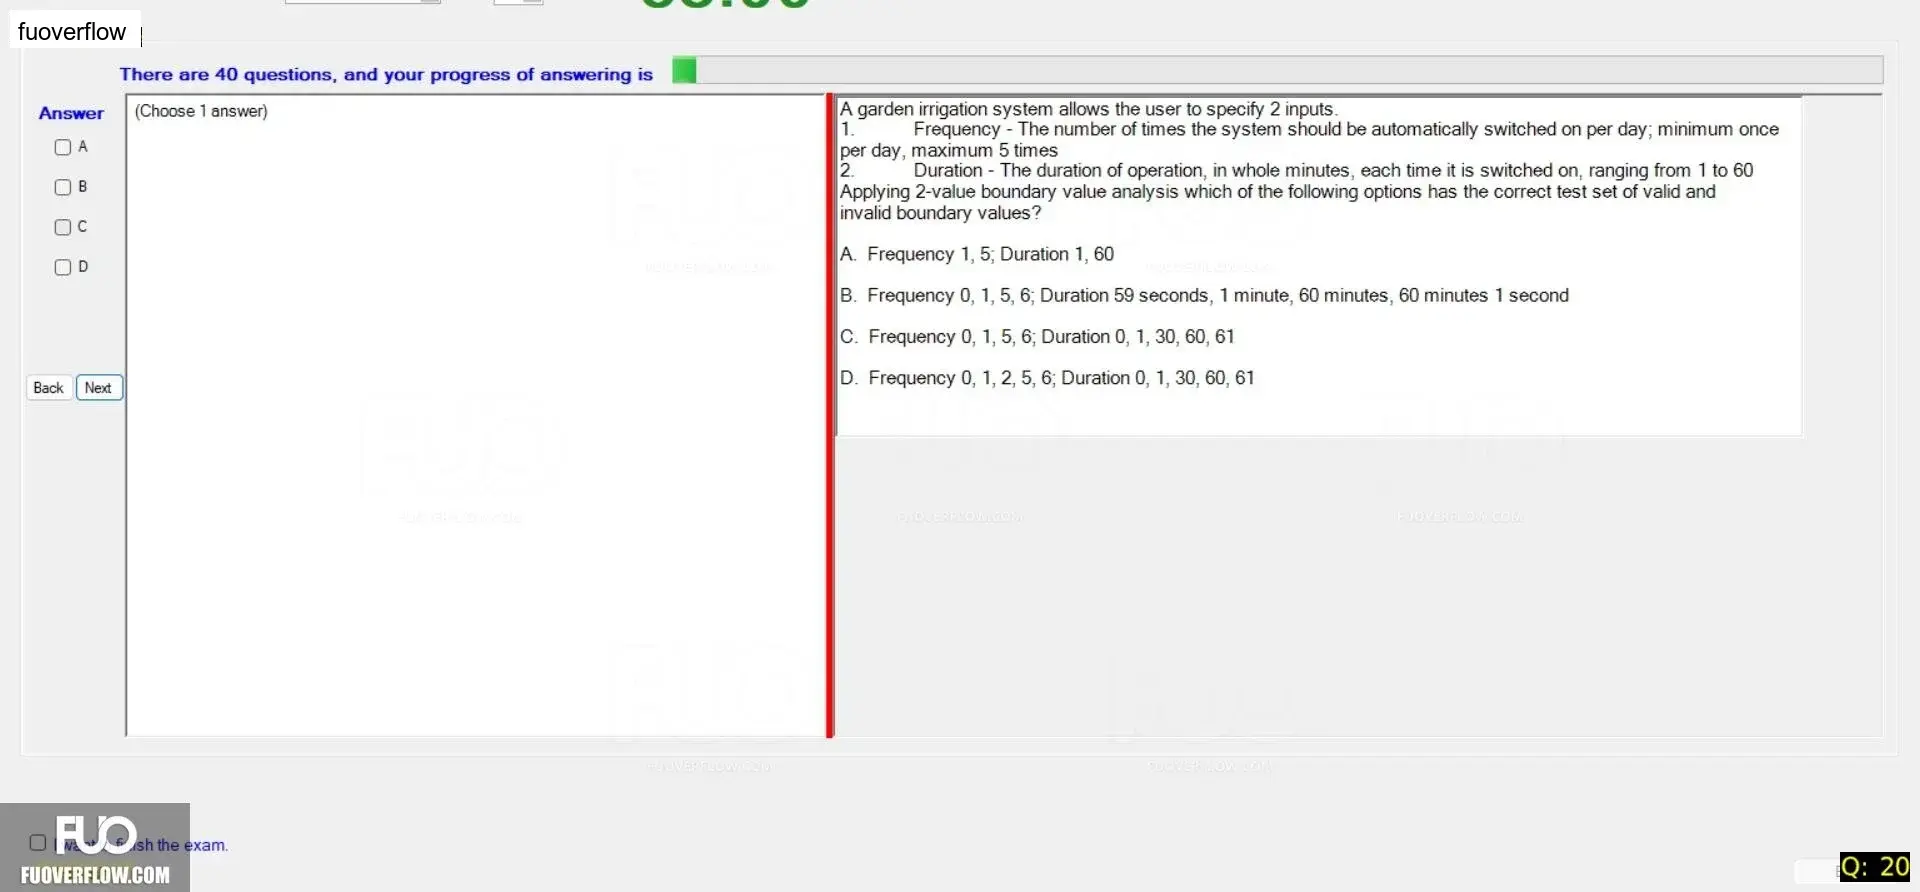 fuoverflow
There are 40 questions, and your progress of answering is
Answer
(Choose 1 answer)
A
B
C
D
Back
Next
A garden irrigation system allows the user to specify 2 inputs.
1. Frequency - The number of times the system should be automatically switched on per day; minimum once
per day, maximum 5 times
2. Duration - The duration of operation, in whole minutes, each time it is switched on, ranging from 1 to 60
Applying 2-value boundary value analysis which of the following options has the correct test set of valid and
invalid boundary values?
A. Frequency 1, 5; Duration 1, 60
B. Frequency 0, 1, 5, 6; Duration 59 seconds, 1 minute, 60 minutes, 60 minutes 1 second
C. Frequency 0, 1, 5, 6; Duration 0, 1, 30, 60, 61
D. Frequency 0, 1, 2, 5, 6; Duration 0, 1, 30, 60, 61
FUOVERFLOW.COM
FUO
the exam.
FUOVERFLOW.COM
Q: 20